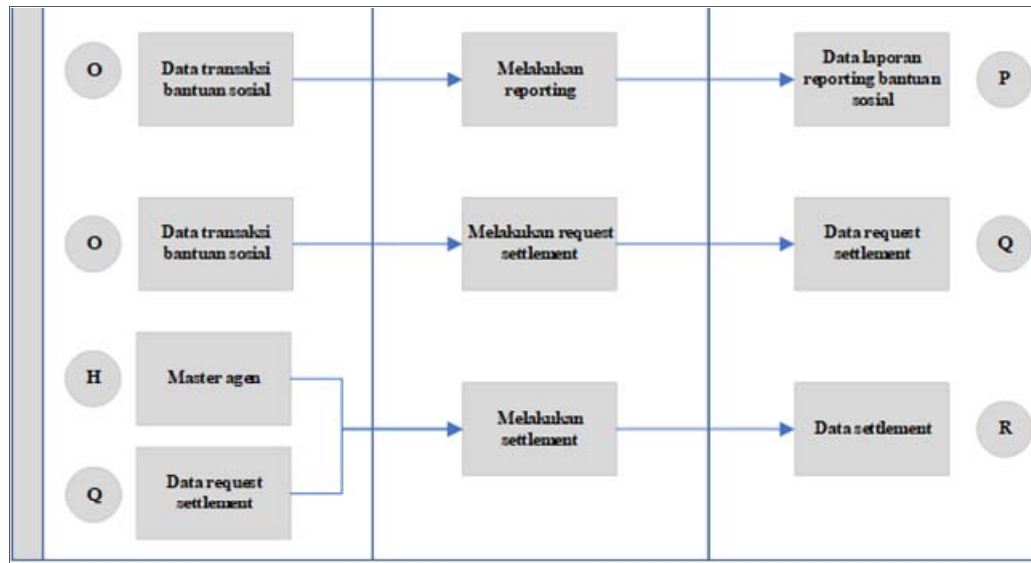 O
Data transaksi
bantuan sosial
Melakukan
reporting
Data laporan
reporting bantuan
sosial
P
O
Data transaksi
bantuan sosial
Melakukan request
settlement
Data request
settlement
Q
H
Master agen
Q
Data request
settlement
Melakukan
settlement
Data settlement
R